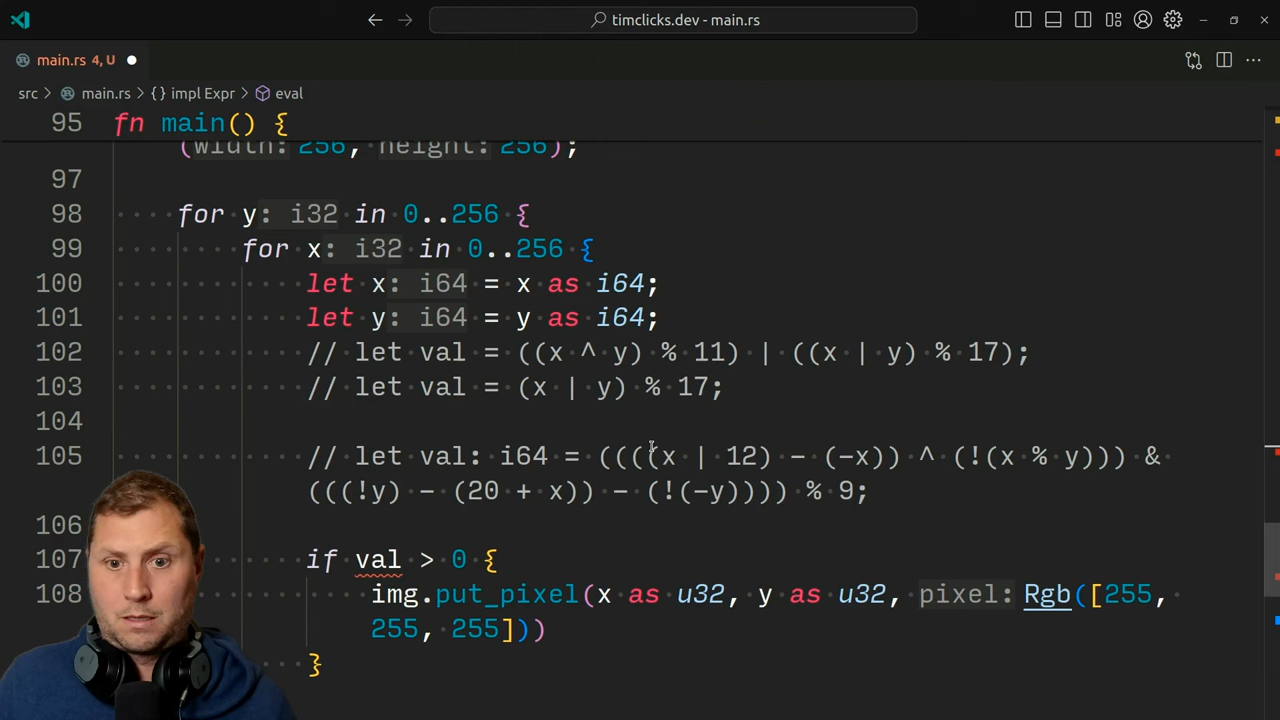 timclicks.dev - main.rs
main.rs 4, U
src > main.rs > {} impl Expr > eval
95 fn main() {
(width: 256, height: 256);
97
98 for y: i32 in 0..256 {
99 for x: i32 in 0..256 {
100 let x: i64 = x as i64;
101 let y: i64 = y as i64;
102 // let val = ((x ^ y) % 11) | ((x | y) % 17);
103 // let val = (x | y) % 17;
104
105 // let val: i64 = ((((x | 12) - (-x)) ^ (!(x % y))) &
(((!y) - (20 + x)) - (!(-y)))) % 9;
106
107 if val > 0 {
108 img.put_pixel(x as u32, y as u32, pixel: Rgb([255,
255, 255]))
}